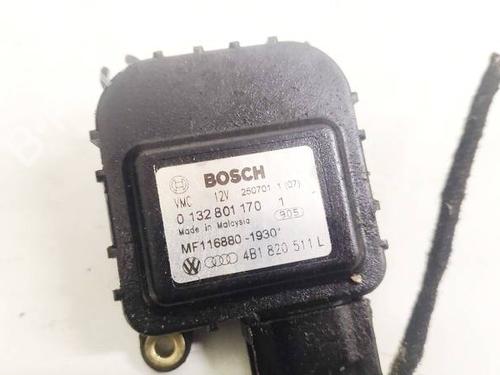 BOSCH
VMC 12V 250701 1 (07)
0 132 801 170 1
Made in Malaysia 905
MF116880-1930
4B1 820 511 L